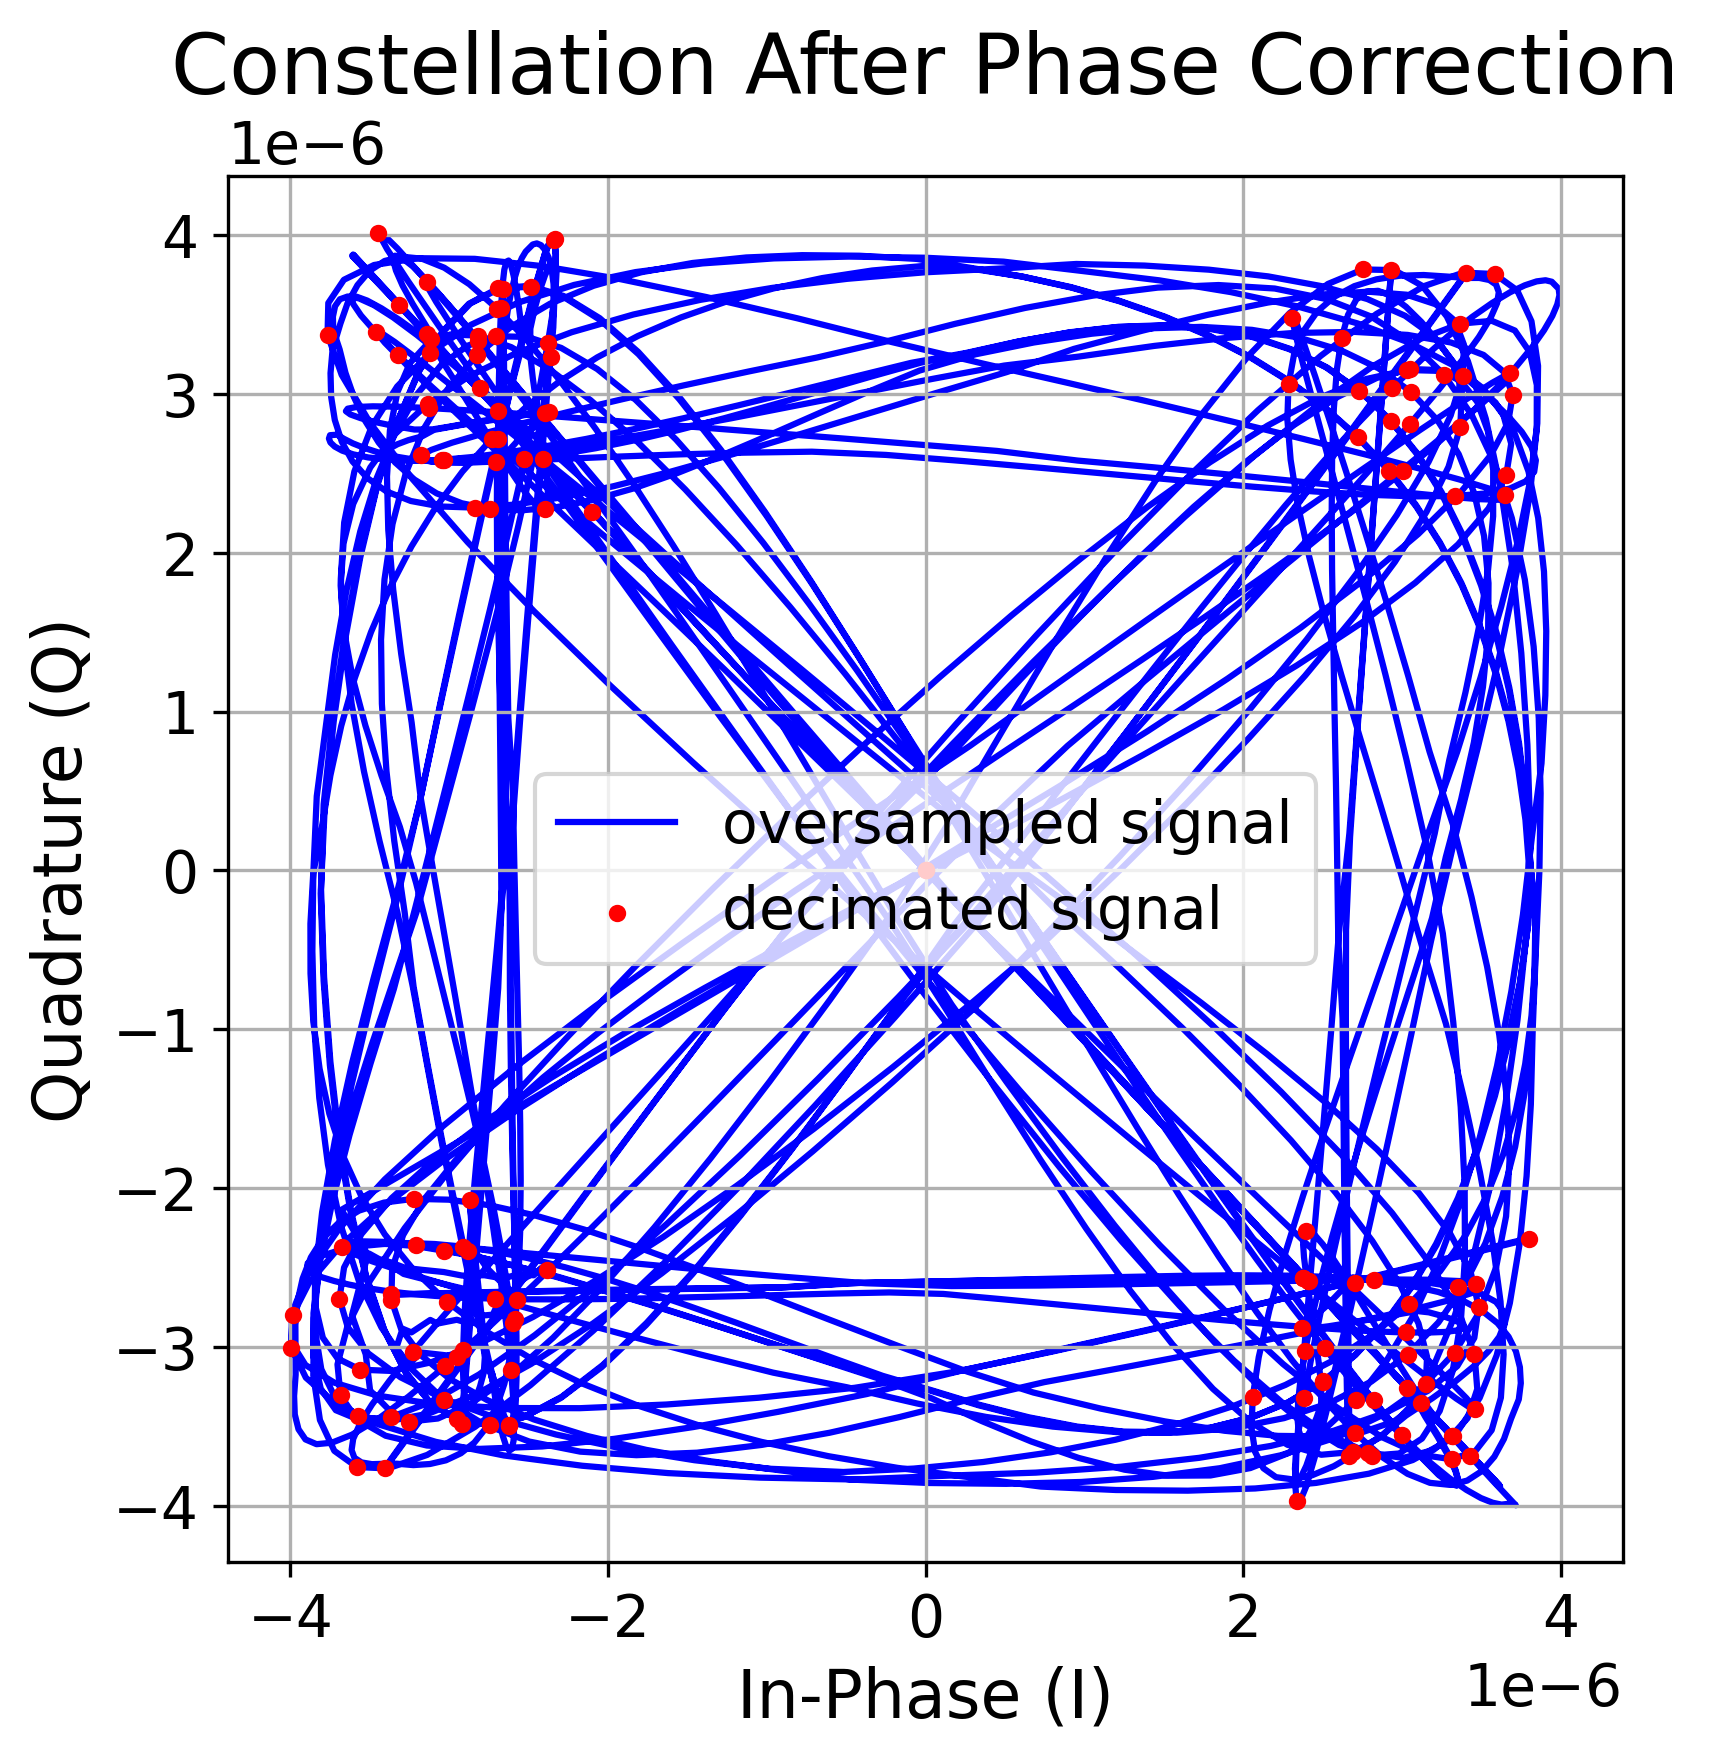 Constellation After Phase Correction
1e−6
4
3
2
1
0
−1
−2
−3
−4
Quadrature (Q)
oversampled signal
decimated signal
−4 −2 0 2 4
1e−6
In-Phase (I)